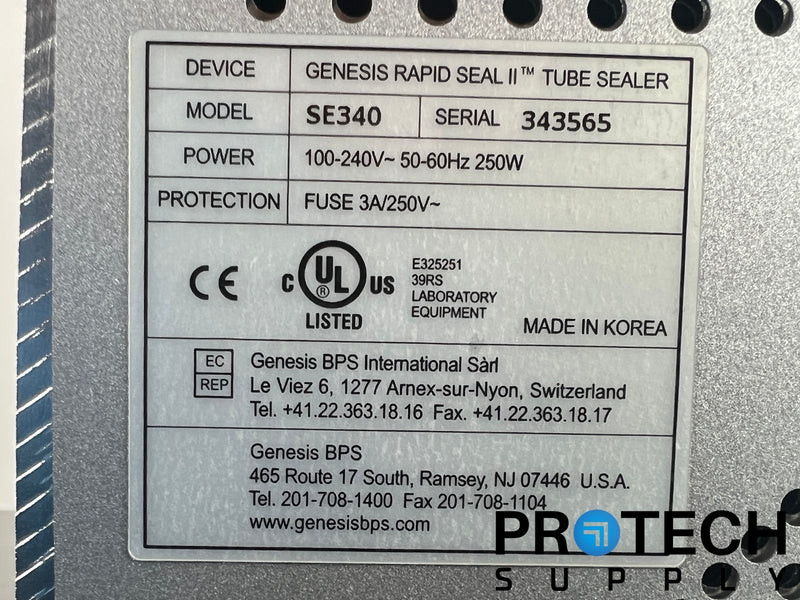 DEVICE GENESIS RAPID SEAL II™ TUBE SEALER
MODEL SE340 SERIAL 343565
POWER 100-240V~ 50-60Hz 250W
PROTECTION FUSE 3A/250V~
CE
C UL ® US
LISTED
E325251
39RS
LABORATORY
EQUIPMENT
MADE IN KOREA
EC
REP
Genesis BPS International Sàrl
Le Viez 6, 1277 Arnex-sur-Nyon, Switzerland
Tel. +41.22.363.18.16 Fax. +41.22.363.18.17
Genesis BPS
465 Route 17 South, Ramsey, NJ 07446 U.S.A.
Tel. 201-708-1400 Fax 201-708-1104
www.genesisbps.com
PROTECH
SUPPLY